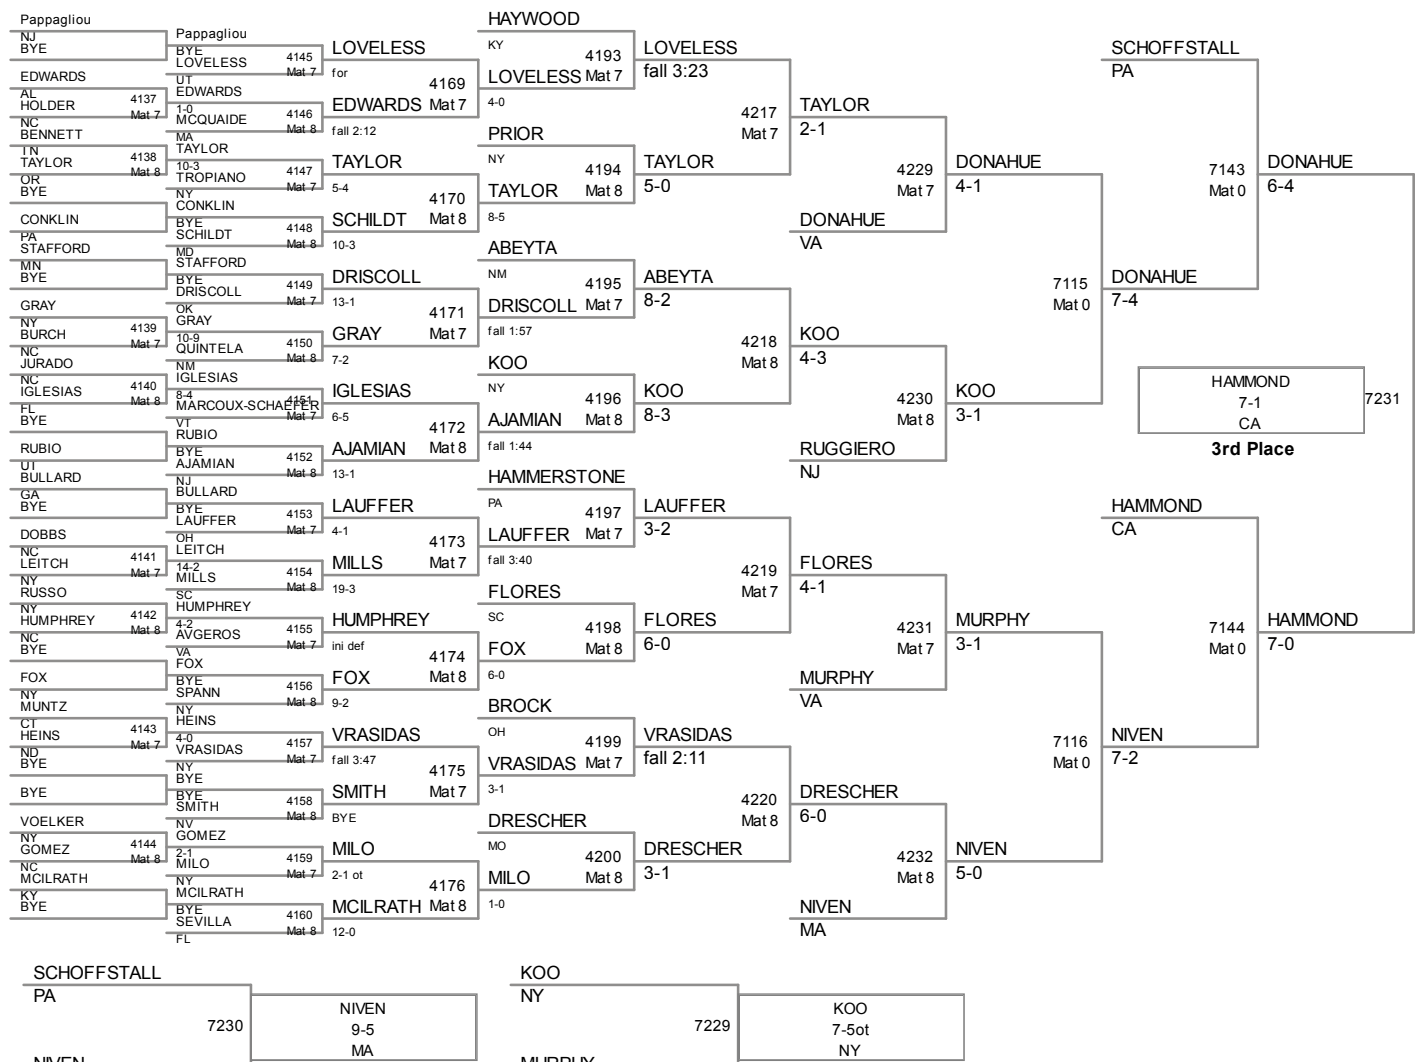 Pappagliou
NJ
BYE
EDWARDS
AL
HOLDER
4137
Mat 7
NC
BENNETT
TN
TAYLOR
4138
Mat 8
OR
BYE
CONKLIN
PA
STAFFORD
MN
BYE
GRAY
NY
BURCH
4139
Mat 7
NC
JURADO
NC
IGLESIAS
4140
Mat 8
FL
BYE
RUBIO
UT
BULLARD
GA
BYE
DOBBS
NC
LEITCH
4141
Mat 7
NY
RUSSO
NY
HUMPHREY
4142
Mat 8
NC
BYE
FOX
NY
MUNTZ
CT
HEINS
4143
Mat 7
ND
BYE
BYE
VOELKER
NY
GOMEZ
4144
Mat 8
NC
MCILRATH
KY
BYE
Pappagliou
BYE
LOVELESS
4145
Mat 7
UT
EDWARDS
1-0
MCQUAIDE
4146
Mat 8
MA
TAYLOR
10-3
TROPIANO
4147
Mat 7
NY
CONKLIN
BYE
SCHILDT
4148
Mat 8
MD
STAFFORD
BYE
DRISCOLL
4149
Mat 7
OK
GRAY
10-9
QUINTELA
4150
Mat 8
NM
IGLESIAS
8-4
MARCOUX-SCHAEFER
4151
Mat 7
VT
RUBIO
BYE
AJAMIAN
4152
Mat 8
NJ
BULLARD
BYE
LAUFFER
4153
Mat 7
OH
LEITCH
14-2
MILLS
4154
Mat 8
SC
HUMPHREY
4-2
AVGEROS
4155
Mat 7
VA
FOX
BYE
SPANN
4156
Mat 8
NY
HEINS
4-0
VRASIDAS
4157
Mat 7
NY
BYE
BYE
SMITH
4158
Mat 8
NV
GOMEZ
2-1
MILO
4159
Mat 7
NY
MCILRATH
BYE
SEVILLA
4160
Mat 8
FL
LOVELESS
for
4169
Mat 7
EDWARDS
fall 2:12
TAYLOR
5-4
4170
Mat 8
SCHILDT
10-3
DRISCOLL
13-1
4171
Mat 7
GRAY
7-2
IGLESIAS
6-5
4172
Mat 8
AJAMIAN
13-1
LAUFFER
4-1
4173
Mat 7
MILLS
19-3
HUMPHREY
ini def
4174
Mat 8
FOX
9-2
VRASIDAS
fall 3:47
4175
Mat 7
SMITH
BYE
MILO
2-1 ot
4176
Mat 8
MCILRATH
12-0
HAYWOOD
KY
4193
Mat 7
LOVELESS
4-0
PRIOR
NY
4194
Mat 8
TAYLOR
8-5
ABEYTA
NM
4195
Mat 7
DRISCOLL
fall 1:57
KOO
NY
4196
Mat 8
AJAMIAN
fall 1:44
HAMMERSTONE
PA
4197
Mat 7
LAUFFER
fall 3:40
FLORES
SC
4198
Mat 8
FOX
6-0
BROCK
OH
4199
Mat 7
VRASIDAS
3-1
DRESCHER
MO
4200
Mat 8
MILO
1-0
LOVELESS
fall 3:23
4217
Mat 7
TAYLOR
5-0
ABEYTA
8-2
4218
Mat 8
KOO
8-3
LAUFFER
3-2
4219
Mat 7
FLORES
6-0
VRASIDAS
fall 2:11
4220
Mat 8
DRESCHER
3-1
TAYLOR
2-1
4229
Mat 7
DONAHUE
VA
KOO
4-3
4230
Mat 8
RUGGIERO
NJ
FLORES
4-1
4231
Mat 7
MURPHY
VA
DRESCHER
6-0
4232
Mat 8
NIVEN
MA
DONAHUE
4-1
7115
Mat 0
KOO
3-1
MURPHY
3-1
7116
Mat 0
NIVEN
5-0
SCHOFFSTALL
PA
7143
Mat 0
DONAHUE
7-4
HAMMOND
CA
7144
Mat 0
NIVEN
7-2
DONAHUE
6-4
HAMMOND
7-0
HAMMOND
7-1
CA
7231
3rd Place
SCHOFFSTALL
PA
7230
NIVEN
9-5
MA
NIVEN
KOO
NY
7229
KOO
7-5ot
NY
MURPHY